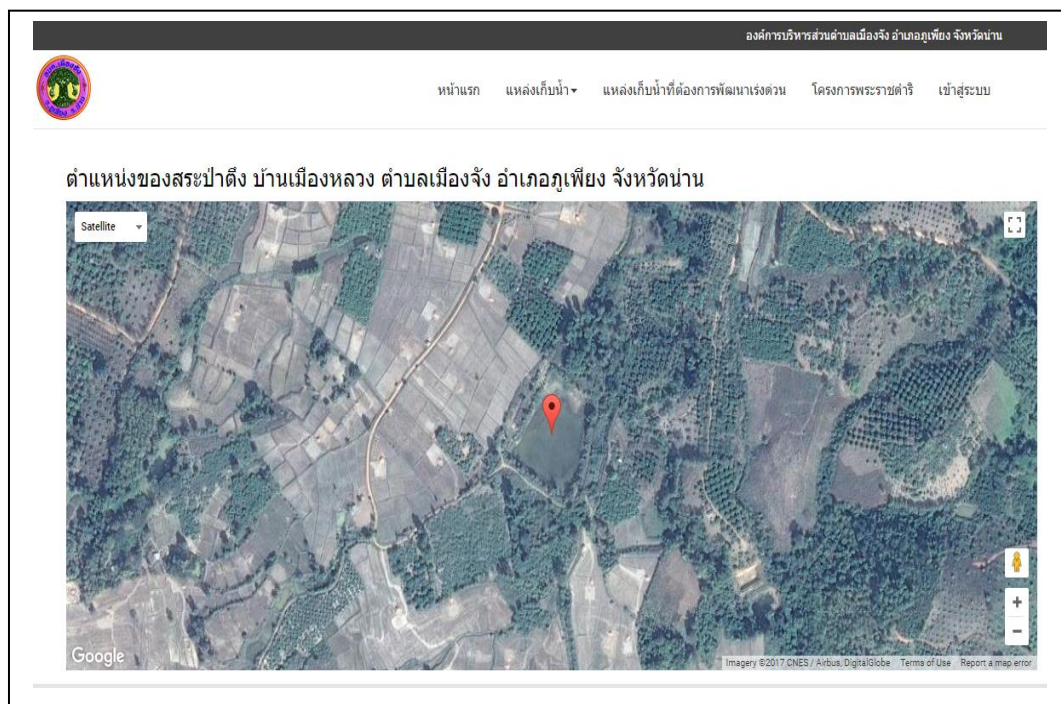 องค์การบริหารส่วนตำบลเมืองจัง อำเภอภูเพียง จังหวัดน่าน
หน้าแรก แหล่งเก็บน้ำ แหล่งเก็บน้ำที่ต้องการพัฒนาเร่งด่วน โครงการพระราชดำริ เข้าสู่ระบบ
ตำแหน่งของสระป่าตึง บ้านเมืองหลวง ตำบลเมืองจัง อำเภอภูเพียง จังหวัดน่าน
Satellite
+
−
Google
Imagery ©2017 CNES / Airbus, DigitalGlobe Terms of Use Report a map error